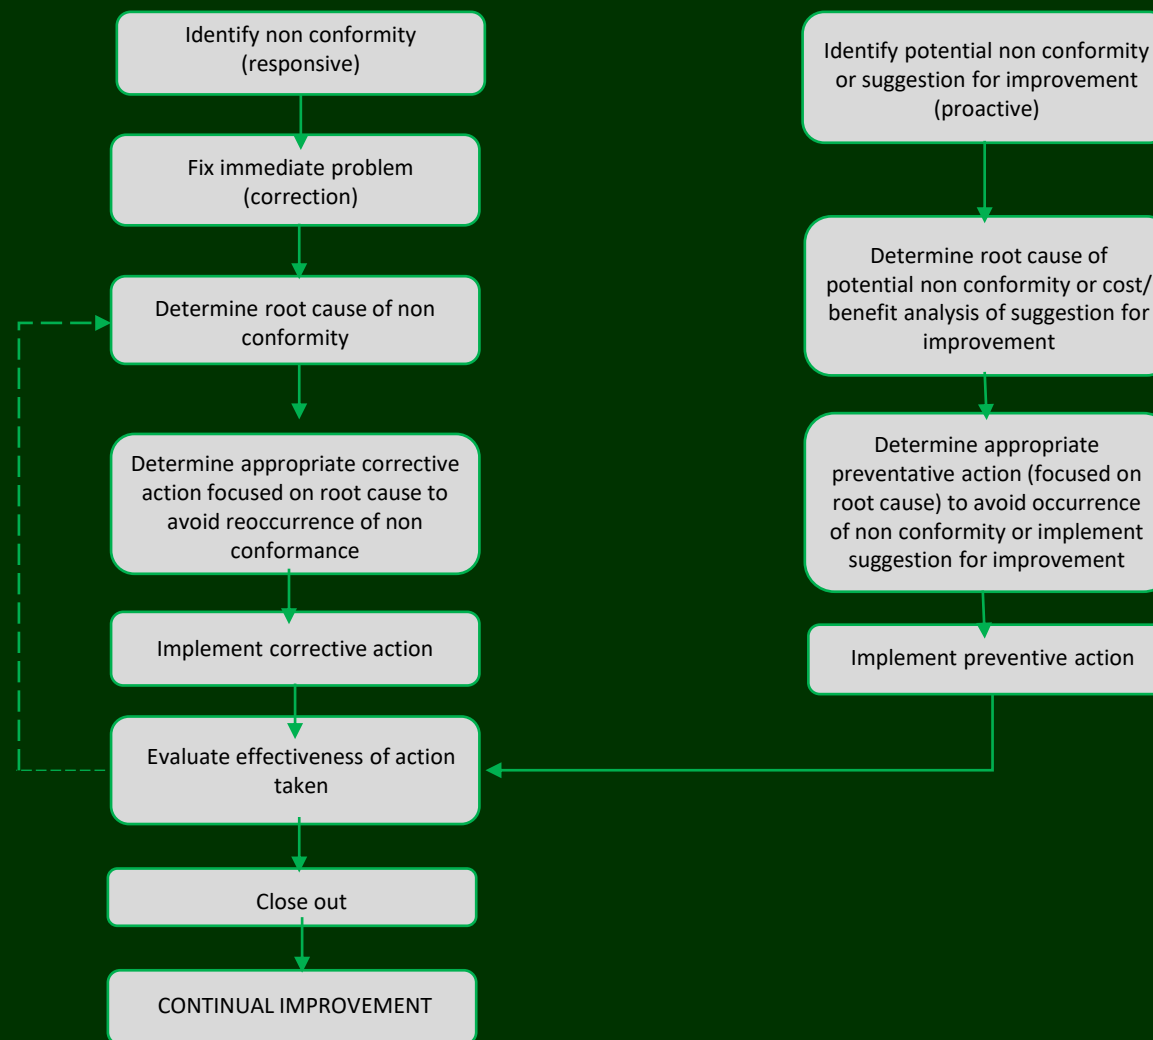 Identify non conformity
(responsive)
Fix immediate problem
(correction)
Determine root cause of non
conformity
Determine appropriate corrective
action focused on root cause to
avoid reoccurrence of non
conformance
Implement corrective action
Evaluate effectiveness of action
taken
Close out
CONTINUAL IMPROVEMENT
Identify potential non conformity
or suggestion for improvement
(proactive)
Determine root cause of
potential non conformity or cost/
benefit analysis of suggestion for
improvement
Determine appropriate
preventative action (focused on
root cause) to avoid occurrence
of non conformity or implement
suggestion for improvement
Implement preventive action